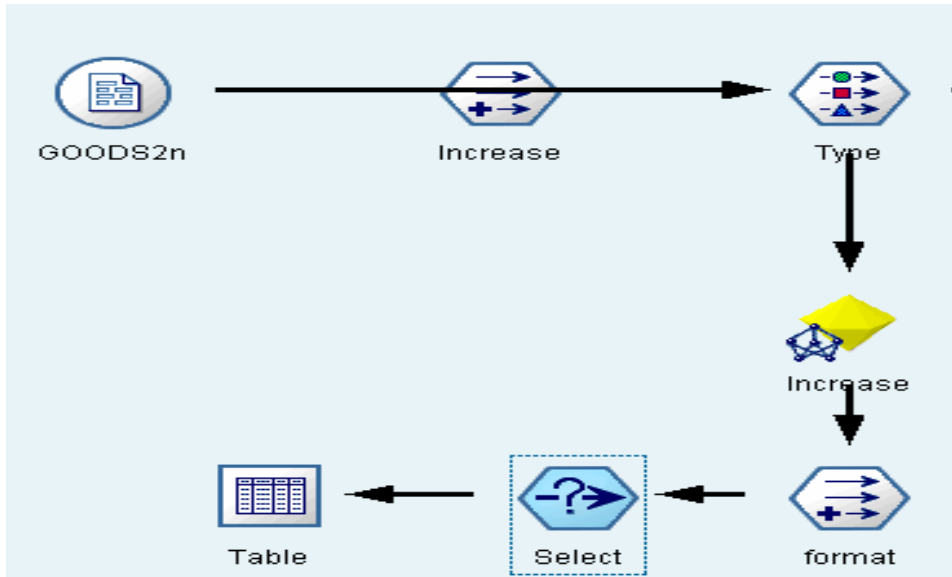 GOODS2n
Increase
Type
Increase
format
Select
Table